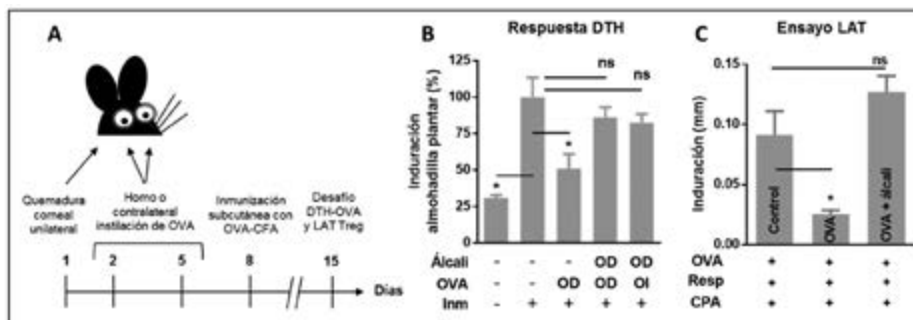 A
Quemadura
corneal
unilateral
Homo o
contralateral
instilación de OVA
Inmunización
subcutánea con
OVA-CFA
Desafío
DTH-OVA
y LAT Treg
1 2 5 8 15 Días
B Respuesta DTH
Induración
almohadilla plantar (%)
125
100
75
50
25
0
ns
ns
* *
Álcali - - - OD OD
OVA - - OD OD OI
Inm - + + + +
C Ensayo LAT
Induración (mm)
0.15
0.10
0.05
0.00
ns
*
Control
OVA
OVA + álcali
OVA + + +
Resp + + +
CPA + + +